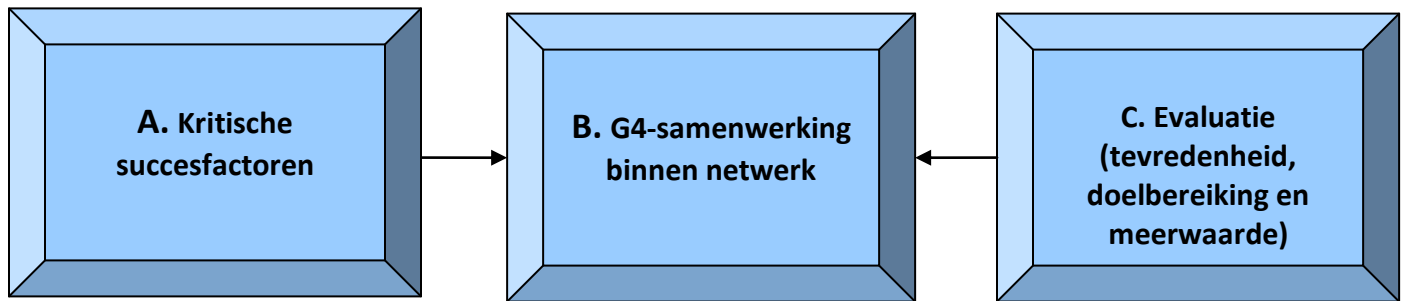 A. Kritische
succesfactoren
B. G4-samenwerking
binnen netwerk
C. Evaluatie
(tevredenheid,
doelbereiking en
meerwaarde)